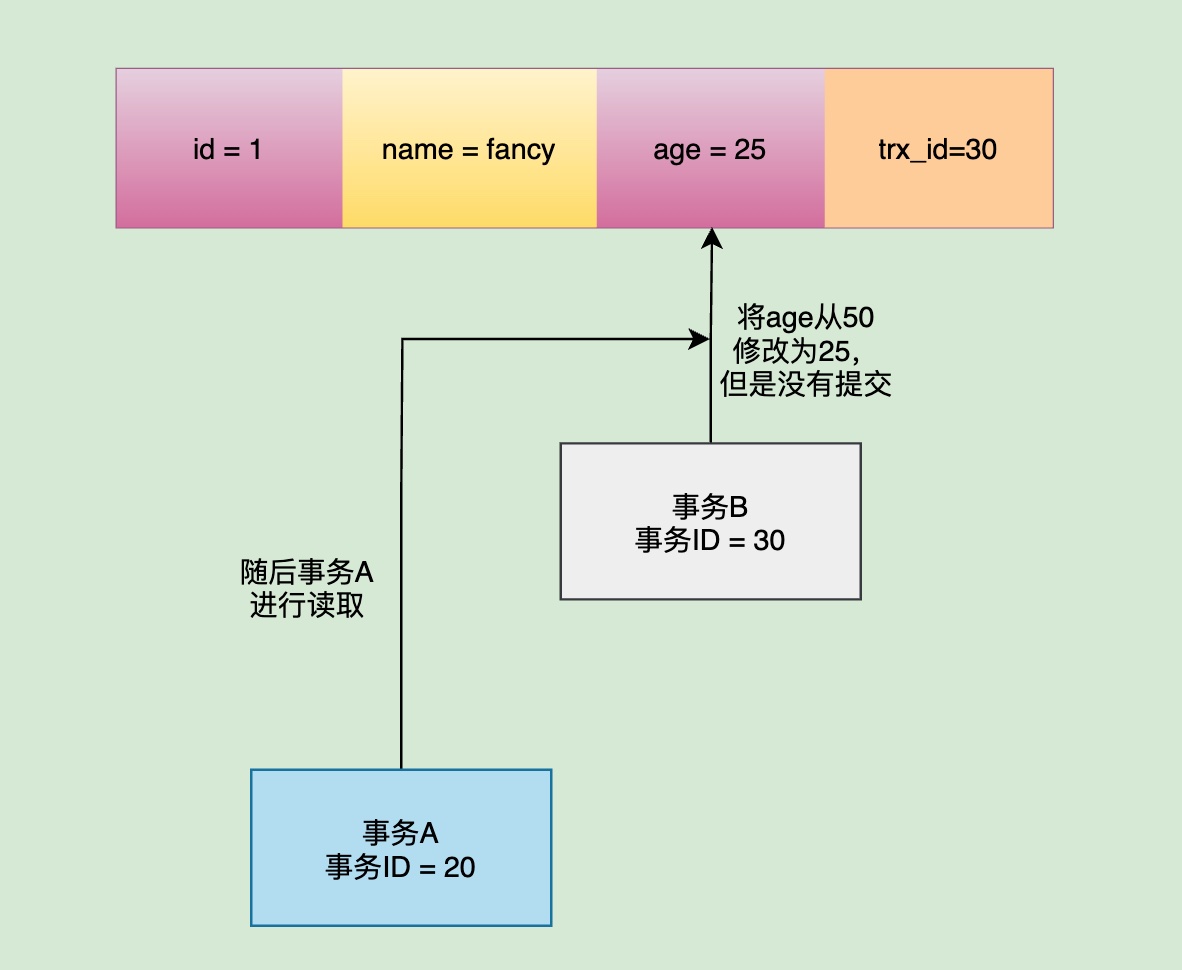 id = 1
name = fancy
age = 25
trx_id=30
将age从50
修改为25，
但是没有提交
事务B
事务ID = 30
随后事务A
进行读取
事务A
事务ID = 20